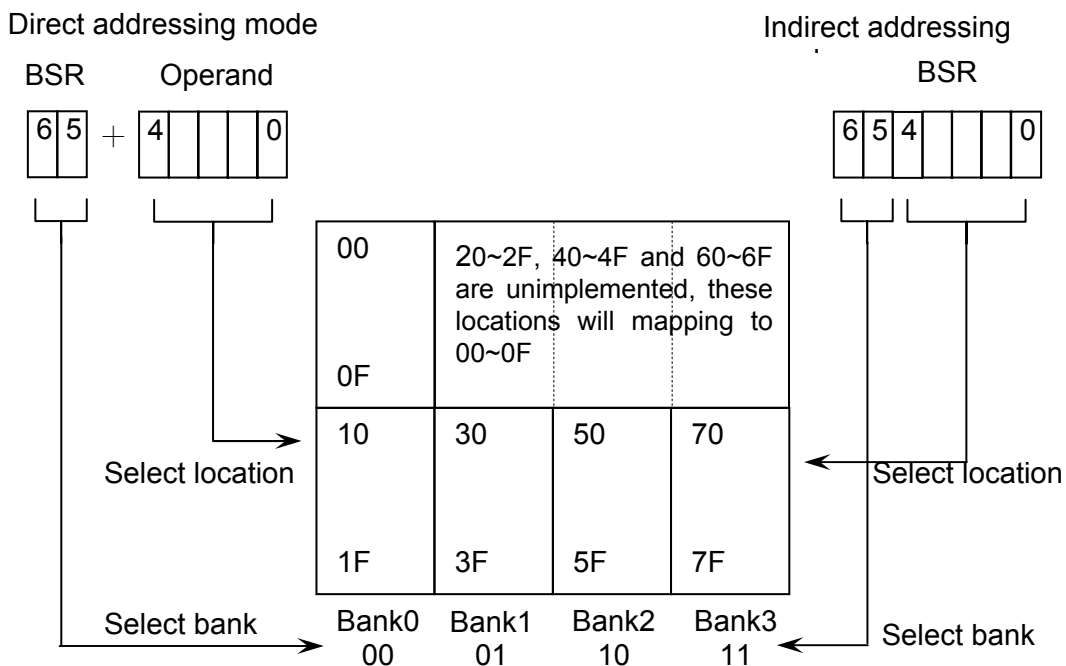 Direct addressing mode
Indirect addressing
BSR
Operand
BSR
6 5 + 4 0
6 5 4 0
00
20~2F, 40~4F and 60~6F
are unimplemented, these
locations will mapping to
00~0F
0F
10 30 50 70
Select location
Select location
1F 3F 5F 7F
Select bank
Bank0 Bank1 Bank2 Bank3
Select bank
00 01 10 11